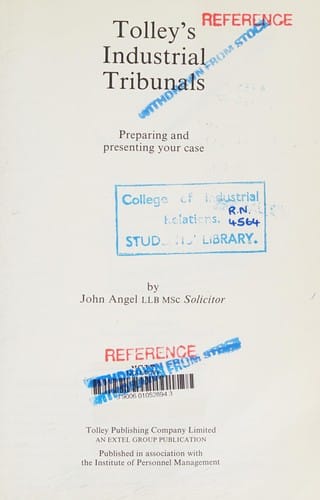 REFERENCE
Tolley's
Industrial
Tribunals
WITHDRAWN FROM STOCK
Preparing and
presenting your case
College of Industrial
Relations.
R.N.
4564
STUDENTS' LIBRARY.
by
John Angel LLB MSc Solicitor
REFERENCE
WITHDRAWN FROM STOCK
Tolley Publishing Company Limited
AN EXTEL GROUP PUBLICATION
Published in association with
the Institute of Personnel Management